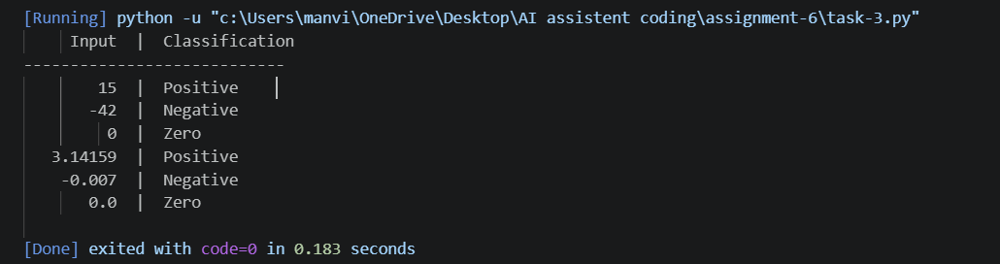 [Running] python -u "c:\Users\manvi\OneDrive\Desktop\AI assistent coding\assignment-6\task-3.py"
     Input  |  Classification
----------------------------
        15  |  Positive
       -42  |  Negative
         0  |  Zero
   3.14159  |  Positive
    -0.007  |  Negative
       0.0  |  Zero

[Done] exited with code=0 in 0.183 seconds